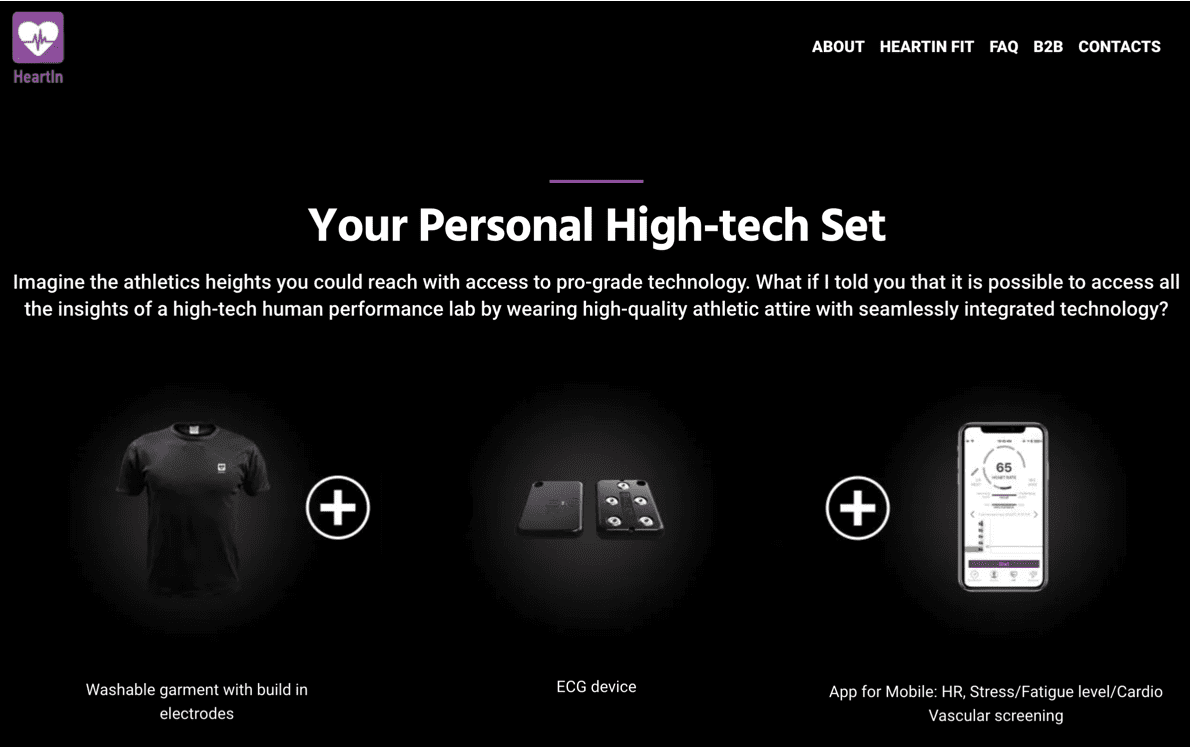 HeartIn
ABOUT HEARTIN FIT FAQ B2B CONTACTS
Your Personal High-tech Set
Imagine the athletics heights you could reach with access to pro-grade technology. What if I told you that it is possible to access all
the insights of a high-tech human performance lab by wearing high-quality athletic attire with seamlessly integrated technology?
65
HEART RATE
Washable garment with build in
electrodes
ECG device
App for Mobile: HR, Stress/Fatigue level/Cardio
Vascular screening